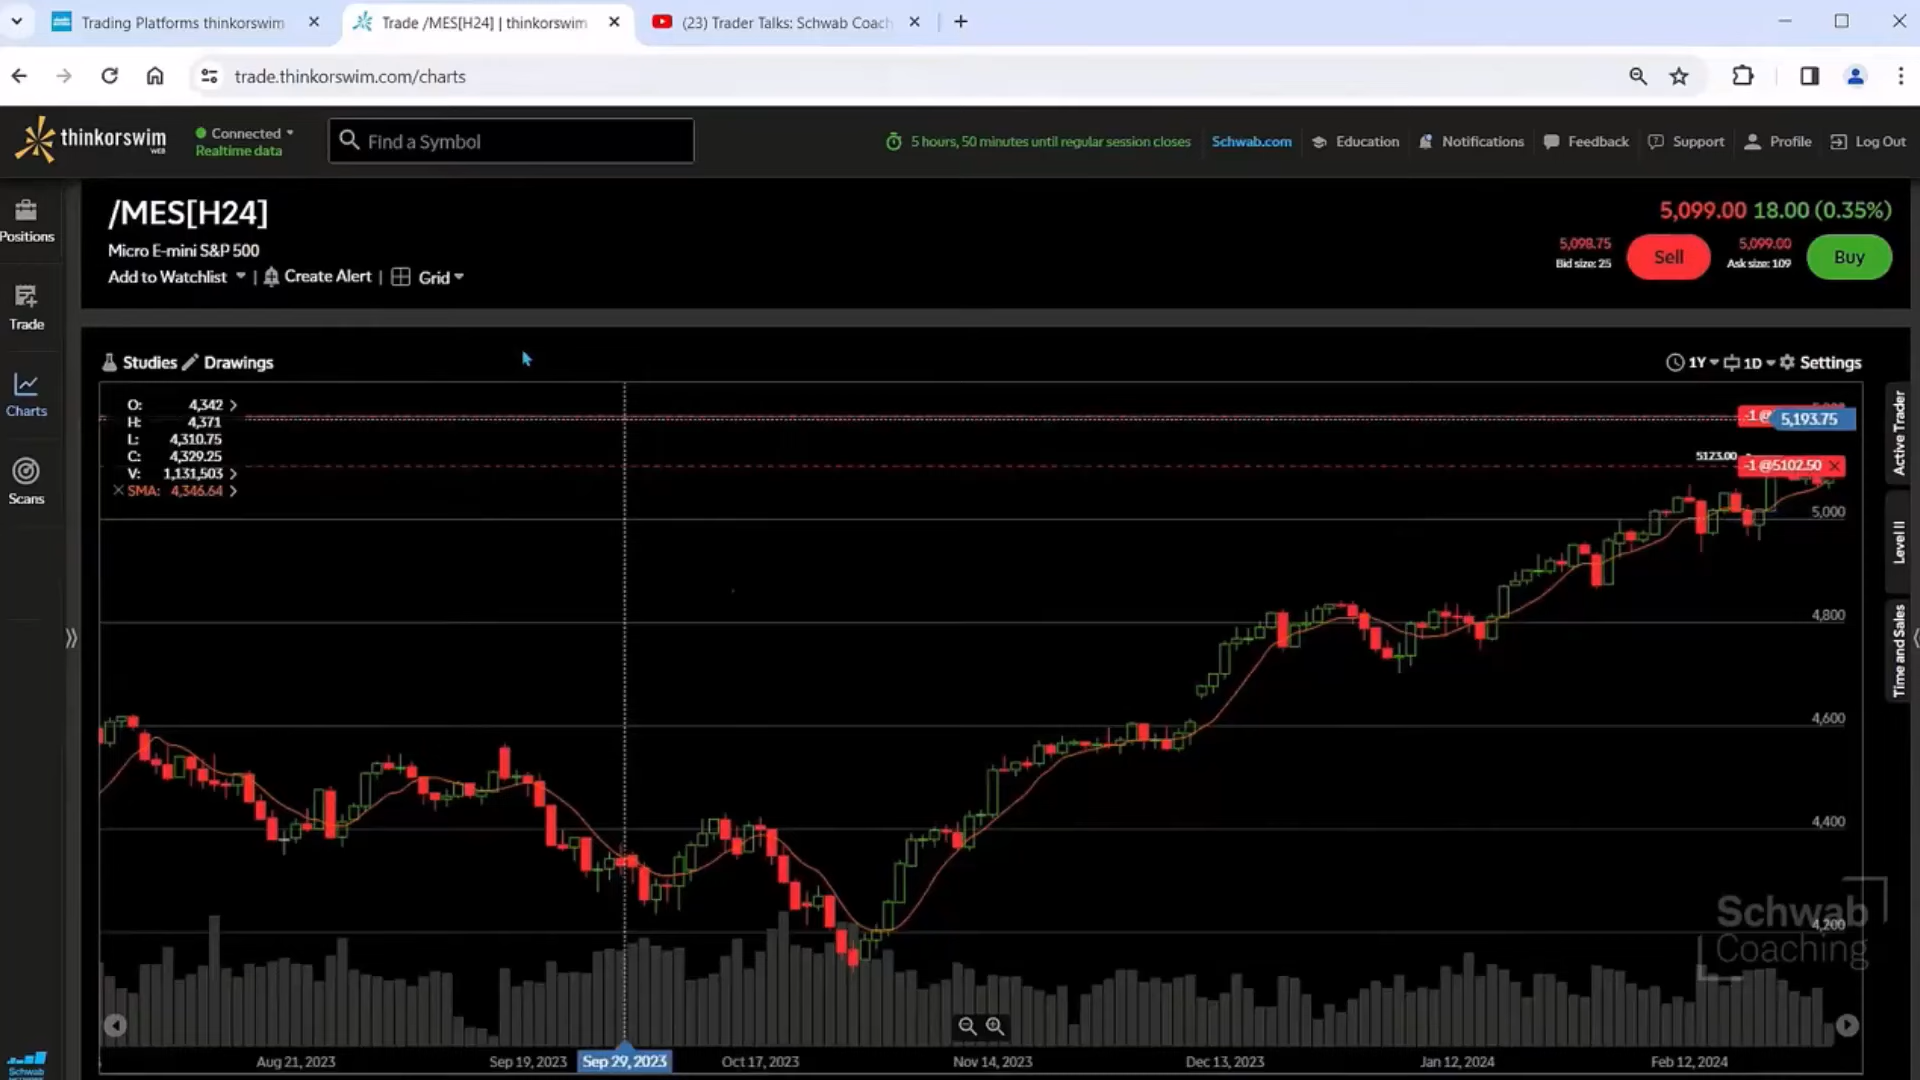 Trading Platforms thinkorswim
Trade /MES[H24] | thinkorswim
(23) Trader Talks: Schwab Coach
trade.thinkorswim.com/charts
thinkorswim
WEB
Connected
Realtime data
Find a Symbol
5 hours, 50 minutes until regular session closes
Schwab.com
Education
Notifications
Feedback
Support
Profile
Log Out
Positions
Trade
Charts
Scans
/MES[H24]
Micro E-mini S&P 500
Add to Watchlist | Create Alert | Grid
5,099.00 18.00 (0.35%)
5,098.75
Bid size: 25
Sell
5,099.00
Ask size: 109
Buy
Studies Drawings
1Y 1D Settings
O: 4,342
H: 4,371
L: 4,310.75
C: 4,329.25
V: 1,131,503
SMA: 4,346.64
-1 @
5,193.75
5123.00
-1 @5102.50
5,000
4,800
4,600
4,400
4,200
Active Trader
Level II
Time and Sales
Schwab
Coaching
Aug 21, 2023
Sep 19, 2023
Sep 29, 2023
Oct 17, 2023
Nov 14, 2023
Dec 13, 2023
Jan 12, 2024
Feb 12, 2024
Schwab